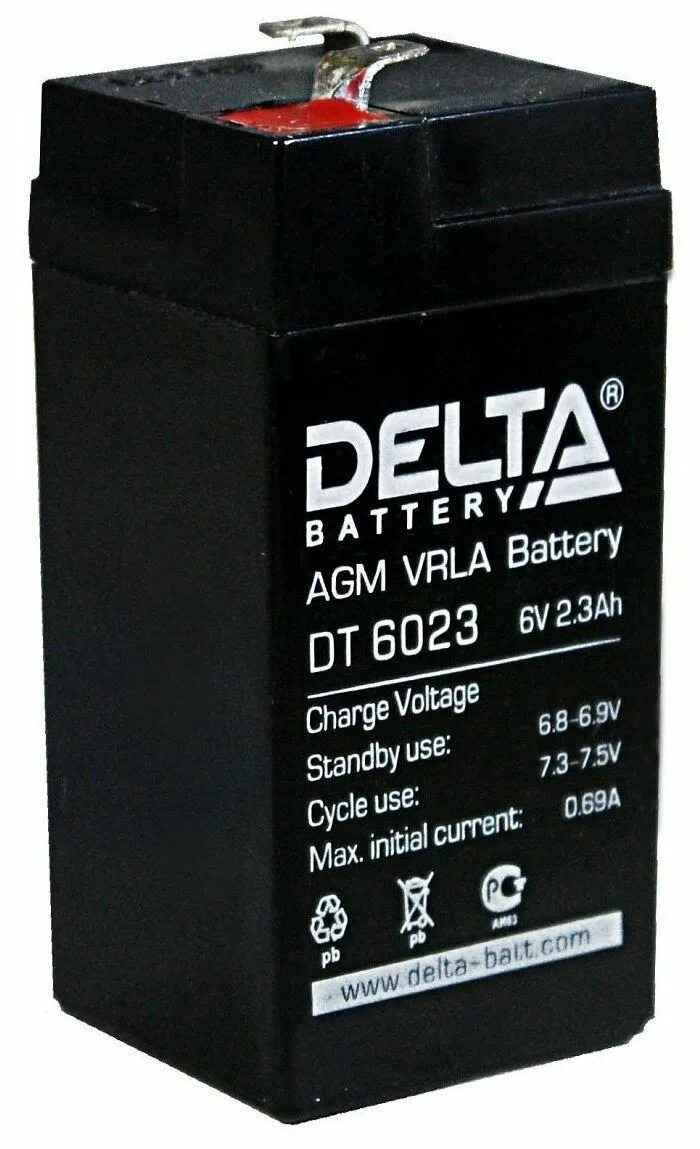 DELTA®
BATTERY
AGM VRLA Battery
DT 6023 6V 2.3Ah
Charge Voltage
Standby use: 6.8-6.9V
Cycle use: 7.3-7.5V
Max. initial current: 0.69A
pb pb
www.delta-batt.com